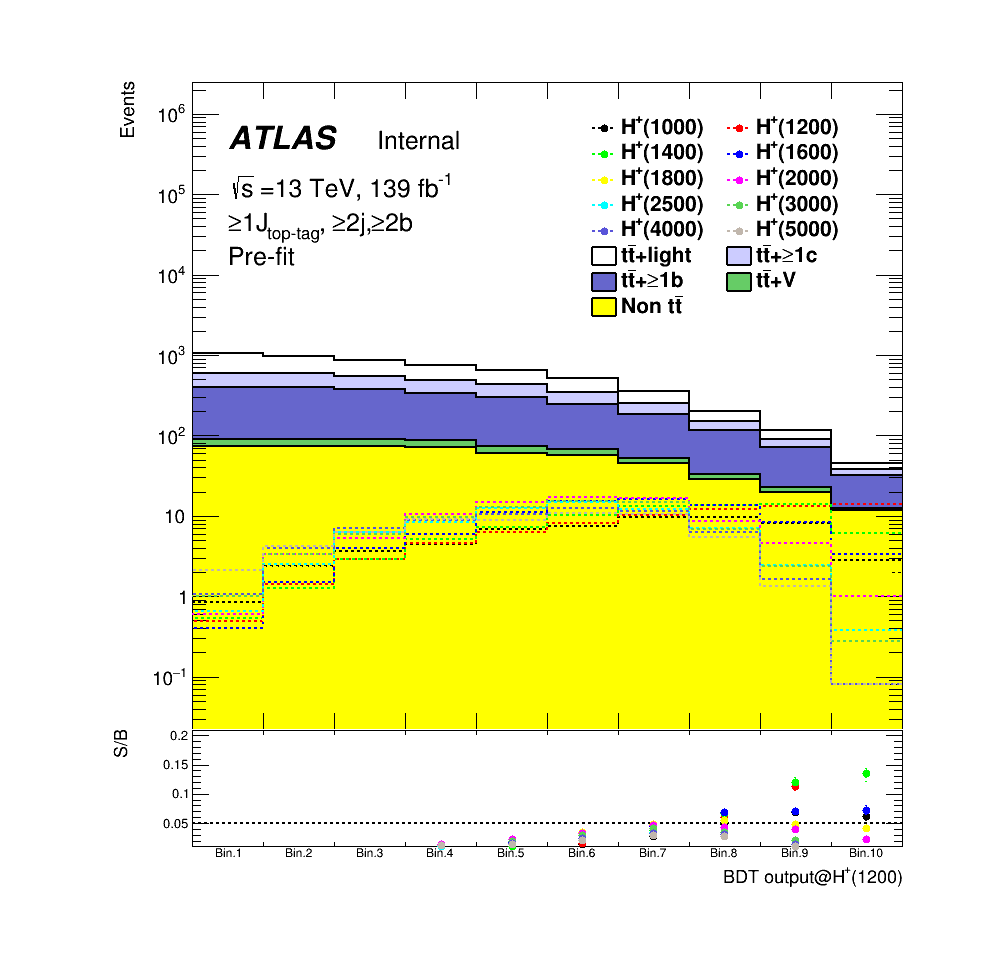 Events
10⁶
10⁵
10⁴
10³
10²
10
1
10⁻¹
ATLAS Internal
√s =13 TeV, 139 fb⁻¹
≥1J_top-tag, ≥2j,≥2b
Pre-fit
H⁺(1000) H⁺(1200)
H⁺(1400) H⁺(1600)
H⁺(1800) H⁺(2000)
H⁺(2500) H⁺(3000)
H⁺(4000) H⁺(5000)
tt̄+light tt̄+≥1c
tt̄+≥1b tt̄+V
Non tt̄
S/B
0.2
0.15
0.1
0.05
Bin.1 Bin.2 Bin.3 Bin.4 Bin.5 Bin.6 Bin.7 Bin.8 Bin.9 Bin.10
BDT output@H⁺(1200)